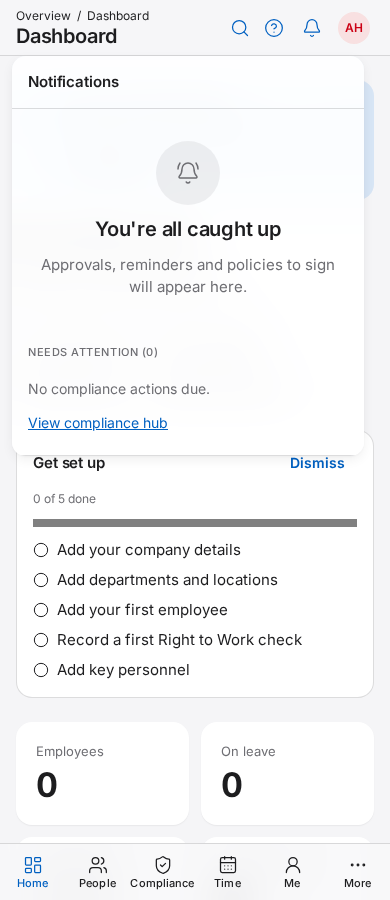 Overview / Dashboard
Dashboard
AH
Notifications
You're all caught up
Approvals, reminders and policies to sign
will appear here.
NEEDS ATTENTION (0)
No compliance actions due.
View compliance hub
Get set up
Dismiss
0 of 5 done
Add your company details
Add departments and locations
Add your first employee
Record a first Right to Work check
Add key personnel
Employees
On leave
0
0
Home
People
Compliance
Time
Me
More